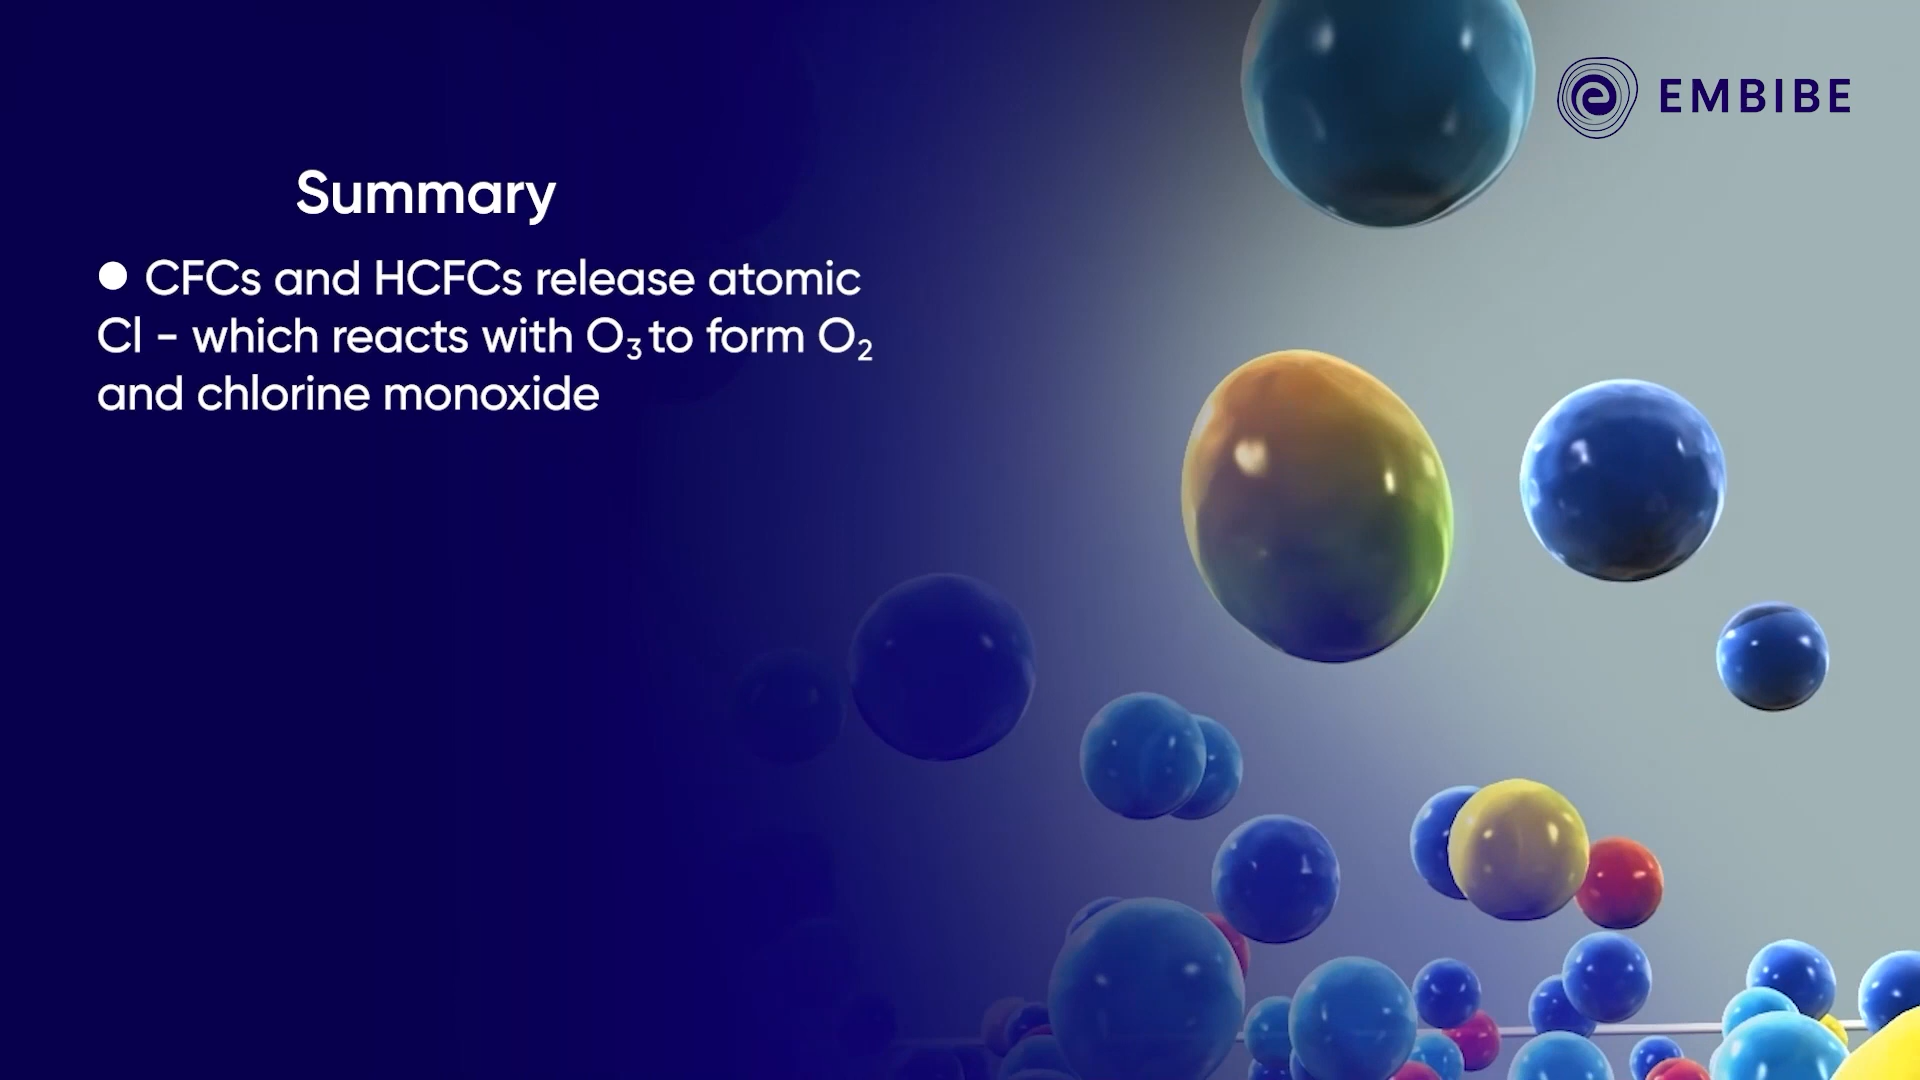 EMBIBE
Summary
● CFCs and HCFCs release atomic
Cl - which reacts with O₃ to form O₂
and chlorine monoxide